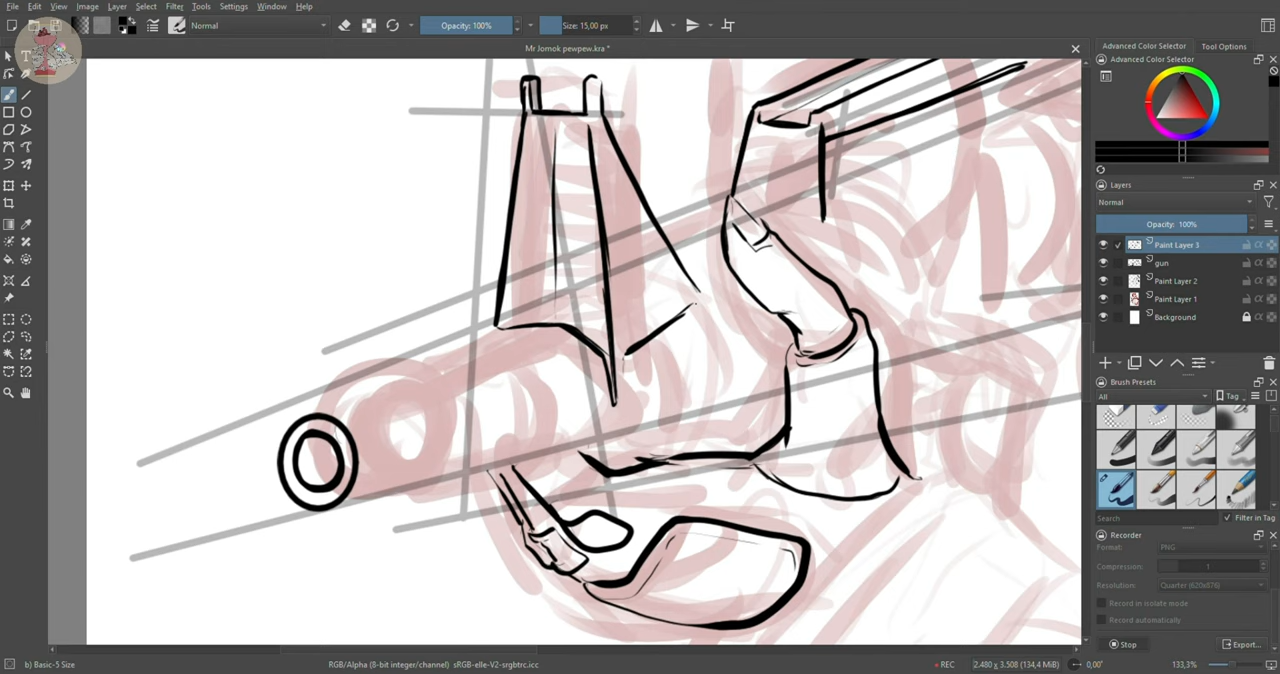 File Edit View Image Layer Select Filter Tools Settings Window Help
Normal
Opacity: 100%
Size: 15,00 px
Mr Jomok pewpew.kra *
Advanced Color Selector Tool Options
Advanced Color Selector
Layers
Normal
Opacity: 100%
Paint Layer 3
gun
Paint Layer 2
Paint Layer 1
Background
Brush Presets
All
Tag
Search
Filter in Tag
Recorder
Format: PNG
Compression: 1
Resolution: Quarter (620x876)
Record in isolate mode
Record automatically
Stop
Export...
b) Basic-5 Size
RGB/Alpha (8-bit integer/channel) sRGB-elle-V2-srgbtrc.icc
REC
2.480 x 3.508 (134,4 MiB)
0,00°
133,3%